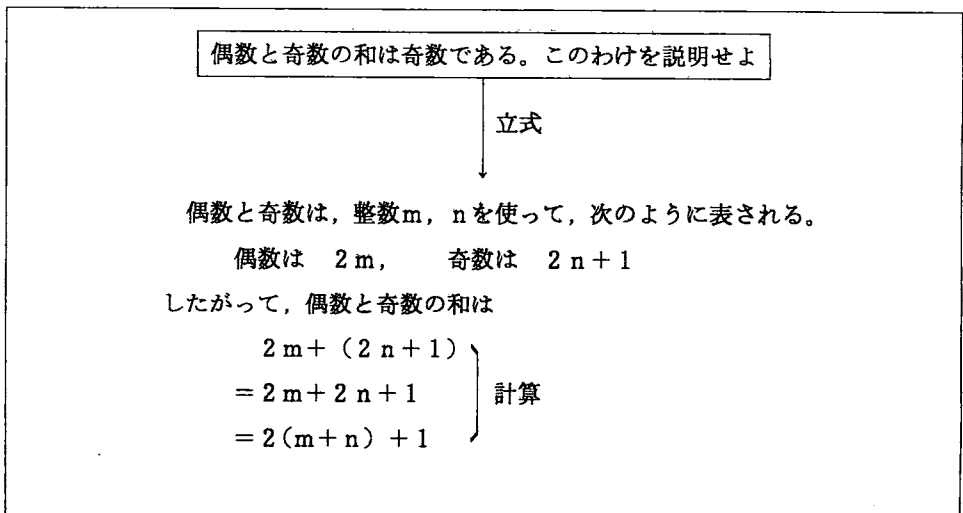 偶数と奇数の和は奇数である。このわけを説明せよ
立式
偶数と奇数は，整数m，nを使って，次のように表される。
偶数は　2m，　奇数は　2n＋1
したがって，偶数と奇数の和は
2m＋（2n＋1）
＝2m＋2n＋1
＝2(m＋n)＋1
計算